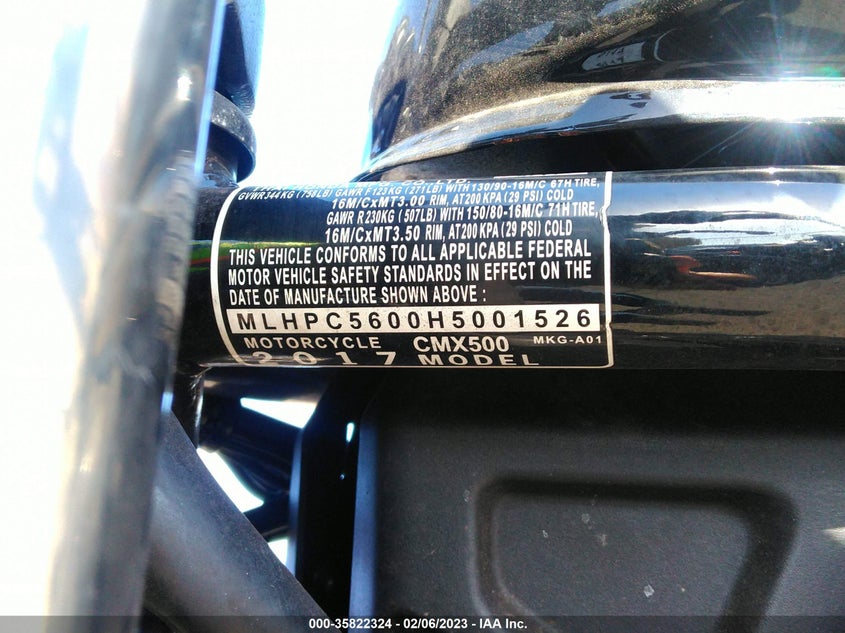 GVWR344KG (758LB) GAWR F123KG (271LB) WITH 130/90-16M/C 67H TIRE,
16M/CxMT3.00 RIM, AT200 KPA (29 PSI) COLD
GAWR R230KG (507LB) WITH 150/80-16M/C 71H TIRE,
16M/CxMT3.50 RIM, AT200 KPA (29 PSI) COLD
THIS VEHICLE CONFORMS TO ALL APPLICABLE FEDERAL
MOTOR VEHICLE SAFETY STANDARDS IN EFFECT ON THE
DATE OF MANUFACTURE SHOWN ABOVE :
MLHPC5600H5001526
MOTORCYCLE CMX500 MKG-A01
2017 MODEL
000-35822324 - 02/06/2023 - IAA Inc.